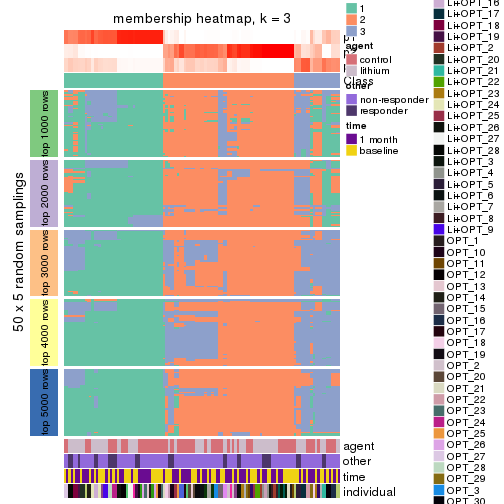 membership heatmap, k = 3
1
2
3
agent
control
lithium
other
non-responder
responder
time
1 month
baseline
Class
50 x 5 random samplings
top 1000 rows
top 2000 rows
top 3000 rows
top 4000 rows
top 5000 rows
agent
other
time
individual
Li+OPT_16
Li+OPT_17
Li+OPT_18
Li+OPT_19
Li+OPT_2
Li+OPT_20
Li+OPT_21
Li+OPT_22
Li+OPT_23
Li+OPT_24
Li+OPT_25
Li+OPT_26
Li+OPT_27
Li+OPT_28
Li+OPT_3
Li+OPT_4
Li+OPT_5
Li+OPT_6
Li+OPT_7
Li+OPT_8
Li+OPT_9
OPT_1
OPT_10
OPT_11
OPT_12
OPT_13
OPT_14
OPT_15
OPT_16
OPT_17
OPT_18
OPT_19
OPT_2
OPT_20
OPT_21
OPT_22
OPT_23
OPT_24
OPT_25
OPT_26
OPT_27
OPT_28
OPT_29
OPT_3
OPT_30